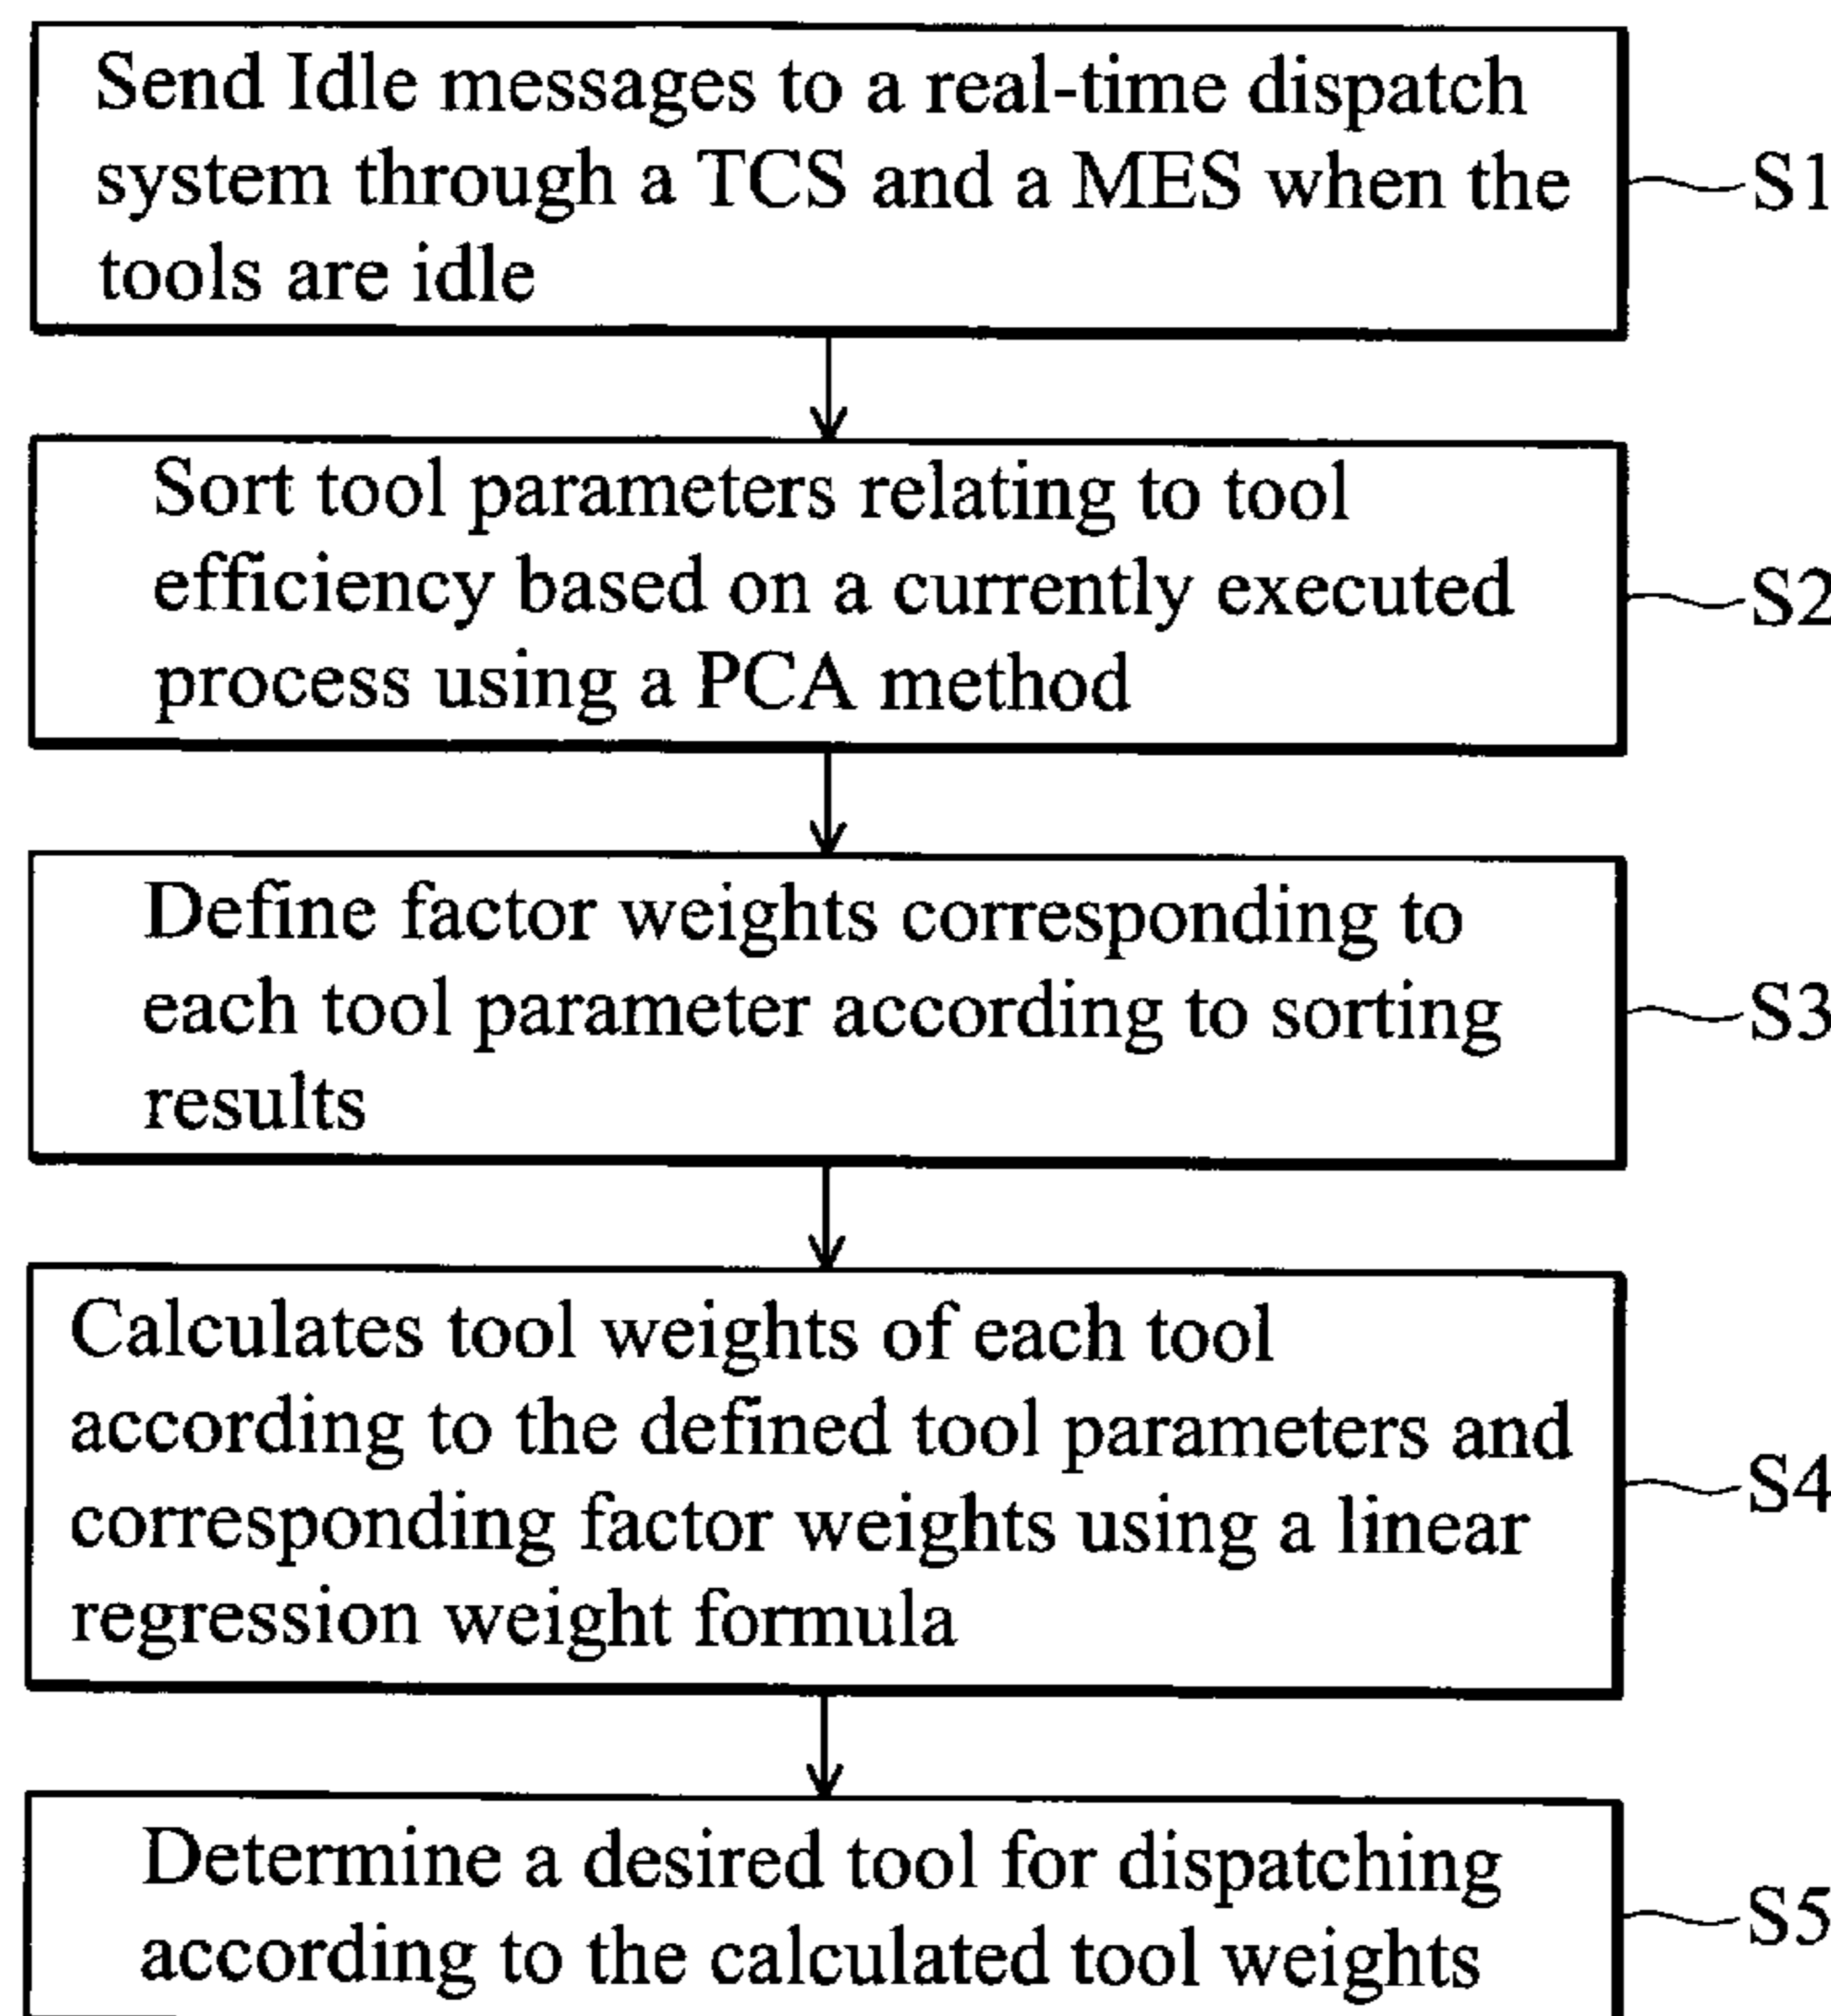 Send Idle messages to a real-time dispatch
system through a TCS and a MES when the
tools are idle
S1
Sort tool parameters relating to tool
efficiency based on a currently executed
process using a PCA method
S2
Define factor weights corresponding to
each tool parameter according to sorting
results
S3
Calculates tool weights of each tool
according to the defined tool parameters and
corresponding factor weights using a linear
regression weight formula
S4
Determine a desired tool for dispatching
according to the calculated tool weights
S5